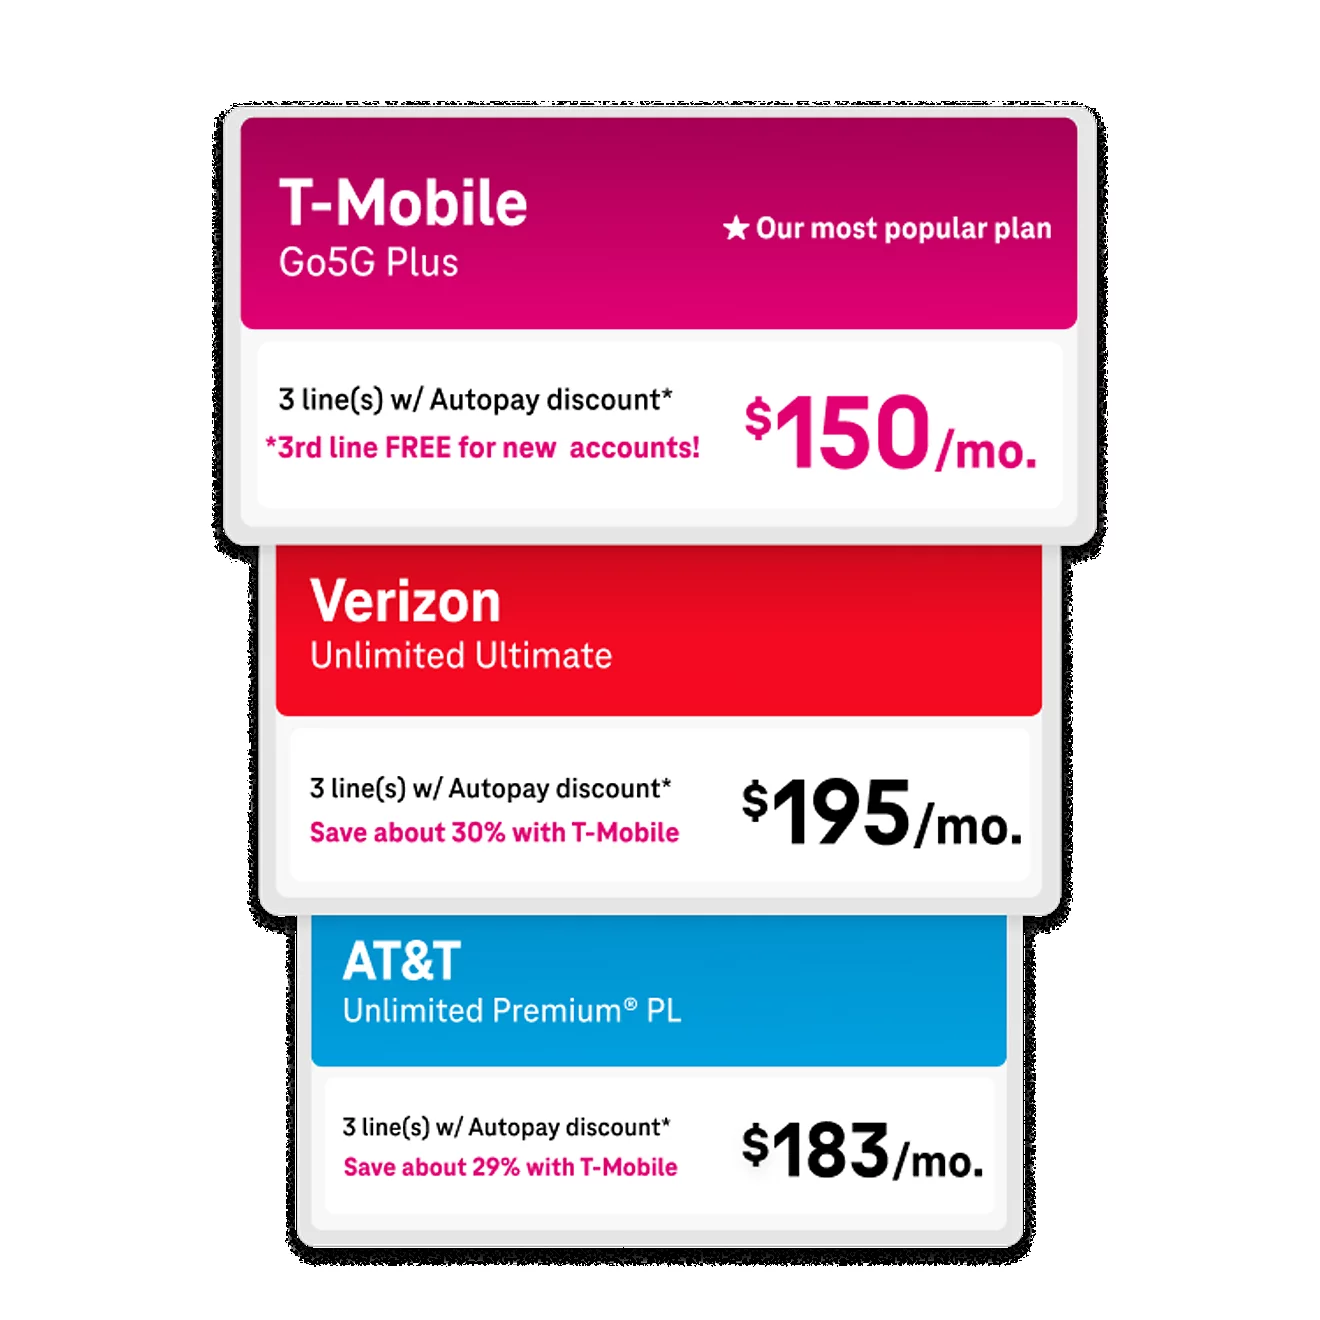 T-Mobile
Go5G Plus
★ Our most popular plan
3 line(s) w/ Autopay discount*
*3rd line FREE for new accounts!
$150/mo.
Verizon
Unlimited Ultimate
3 line(s) w/ Autopay discount*
Save about 30% with T-Mobile
$195/mo.
AT&T
Unlimited Premium® PL
3 line(s) w/ Autopay discount*
Save about 29% with T-Mobile
$183/mo.